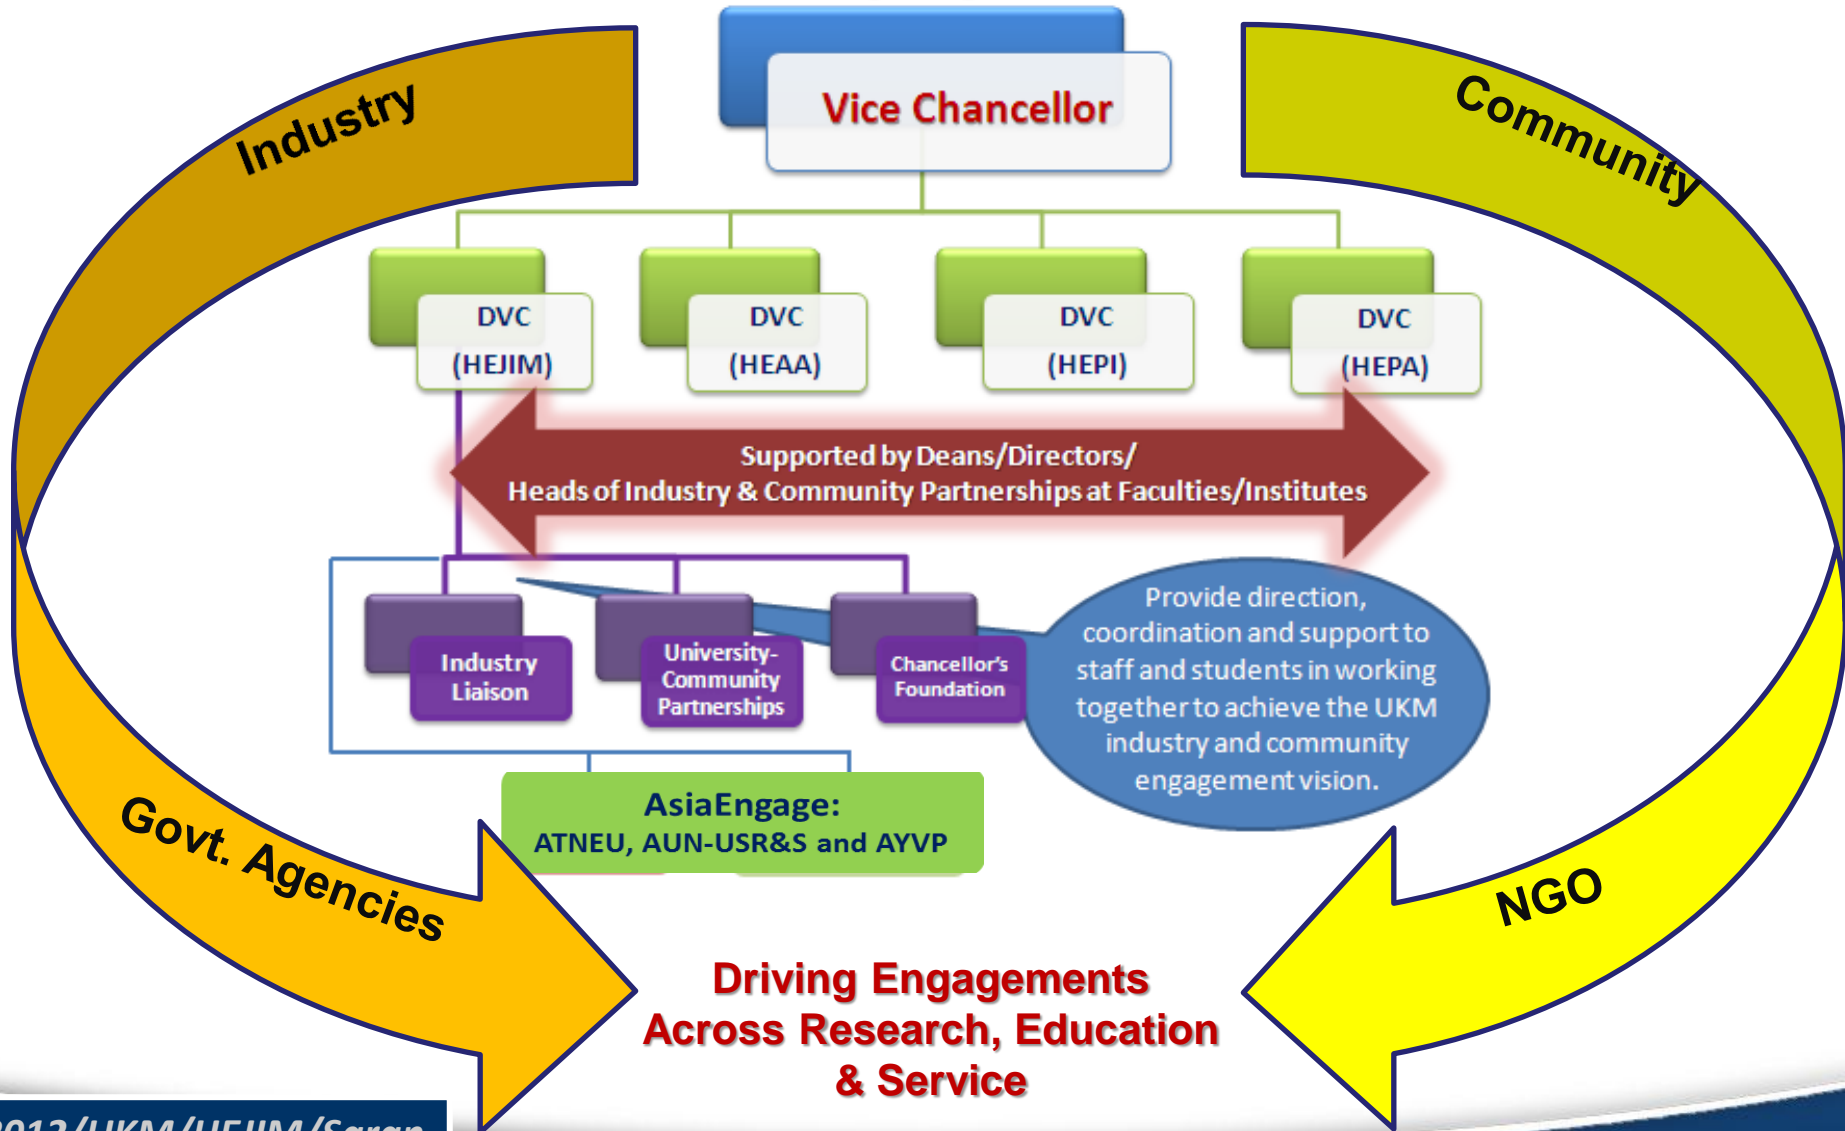 Industry
Vice Chancellor
Community
DVC
(HEJIM)
DVC
(HEAA)
DVC
(HEPI)
DVC
(HEPA)
Supported by Deans/Directors/
Heads of Industry & Community Partnerships at Faculties/Institutes
Industry
Liaison
University-
Community
Partnerships
Chancellor's
Foundation
Provide direction,
coordination and support to
staff and students in working
together to achieve the UKM
industry and community
engagement vision.
AsiaEngage:
ATNEU, AUN-USR&S and AYVP
Govt. Agencies
NGO
Driving Engagements
Across Research, Education
& Service
/UKM/HEJIM/Saran